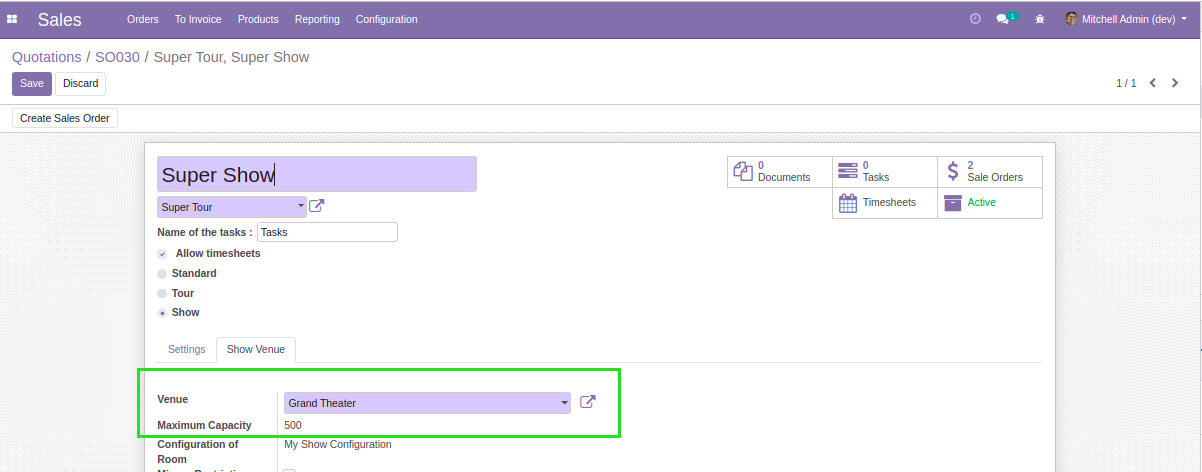 Sales Orders To Invoice Products Reporting Configuration 1 Mitchell Admin (dev)
Quotations / SO030 / Super Tour, Super Show
Save Discard 1 / 1
Create Sales Order
Super Show
0 Documents
0 Tasks
2 Sale Orders
Timesheets
Active
Super Tour
Name of the tasks : Tasks
Allow timesheets
Standard
Tour
Show
Settings Show Venue
Venue Grand Theater
Maximum Capacity 500
Configuration of My Show Configuration
Room